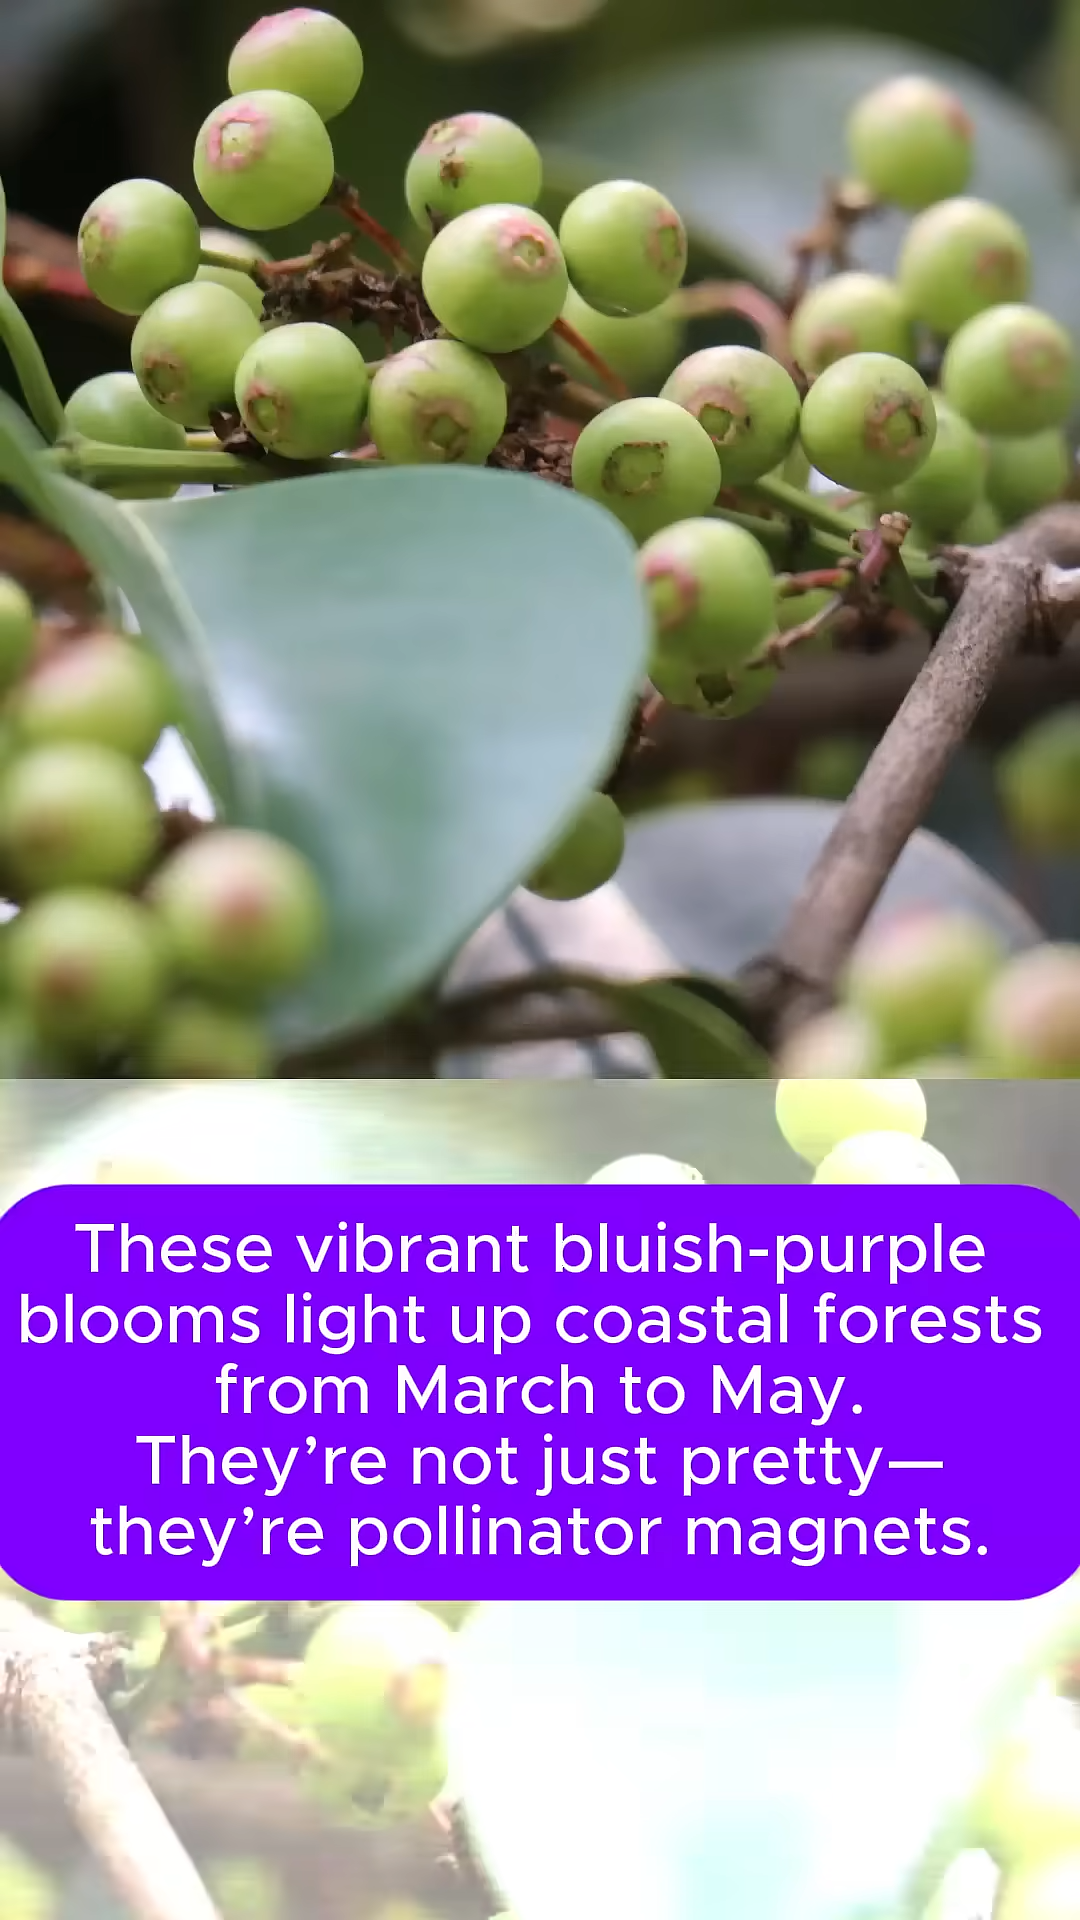 These vibrant bluish-purple
blooms light up coastal forests
from March to May.
They’re not just pretty—
they’re pollinator magnets.